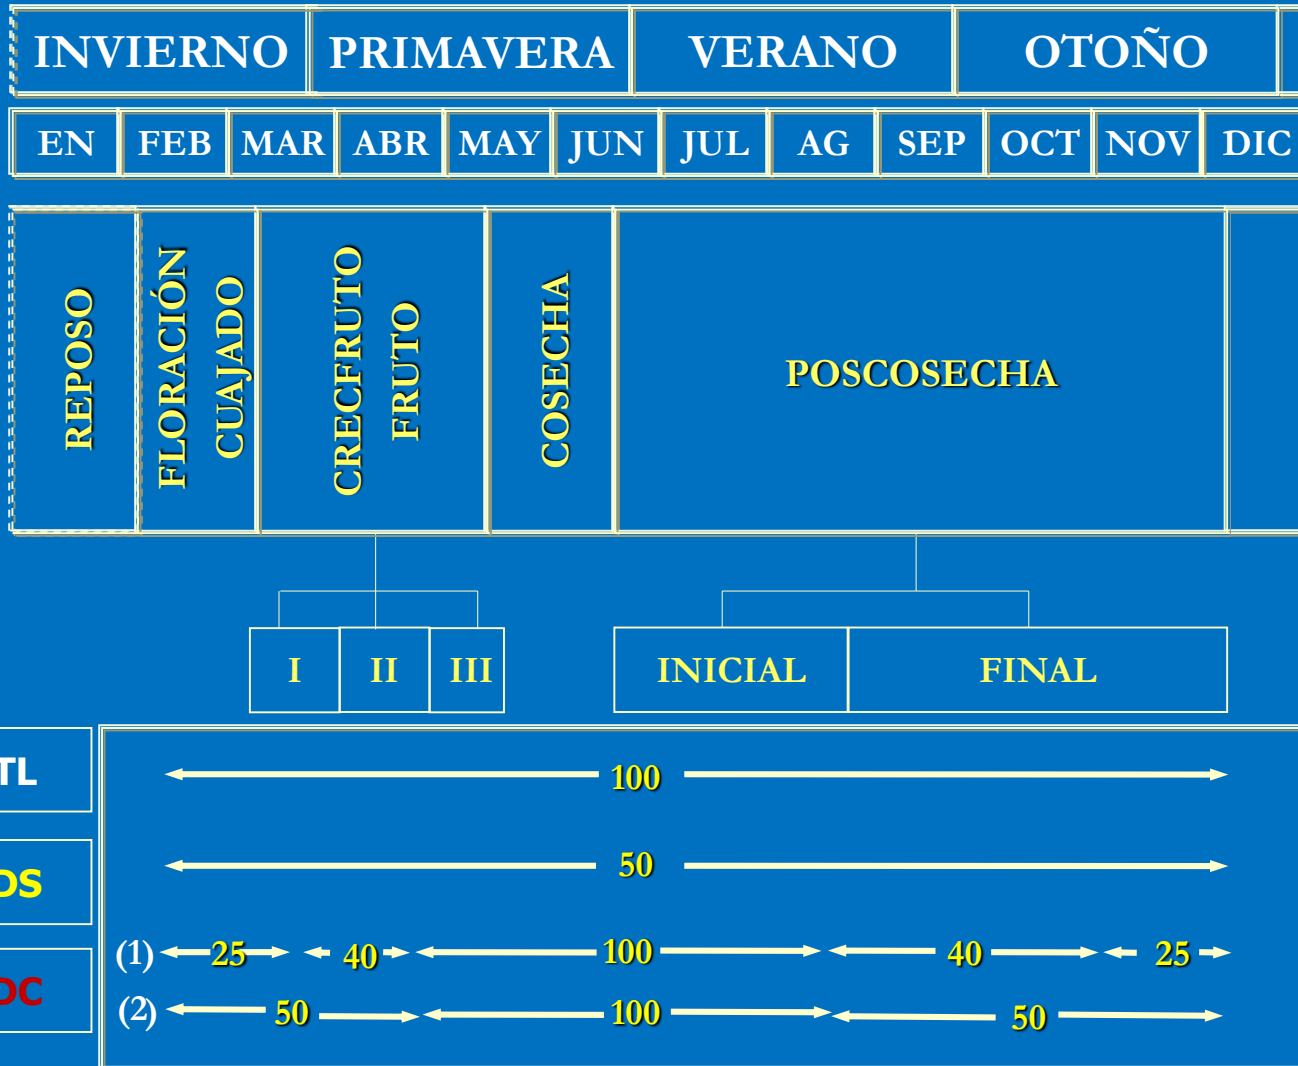 INVIERNO PRIMAVERA VERANO OTOÑO
EN FEB MAR ABR MAY JUN JUL AG SEP OCT NOV DIC
REPOSO
FLORACIÓN
CUAJADO
CRECFRUTO
FRUTO
COSECHA
POSCOSECHA
I II III INICIAL FINAL
TL 100
DS 50
DC
(1) 25 40 100 40 25
(2) 50 100 50